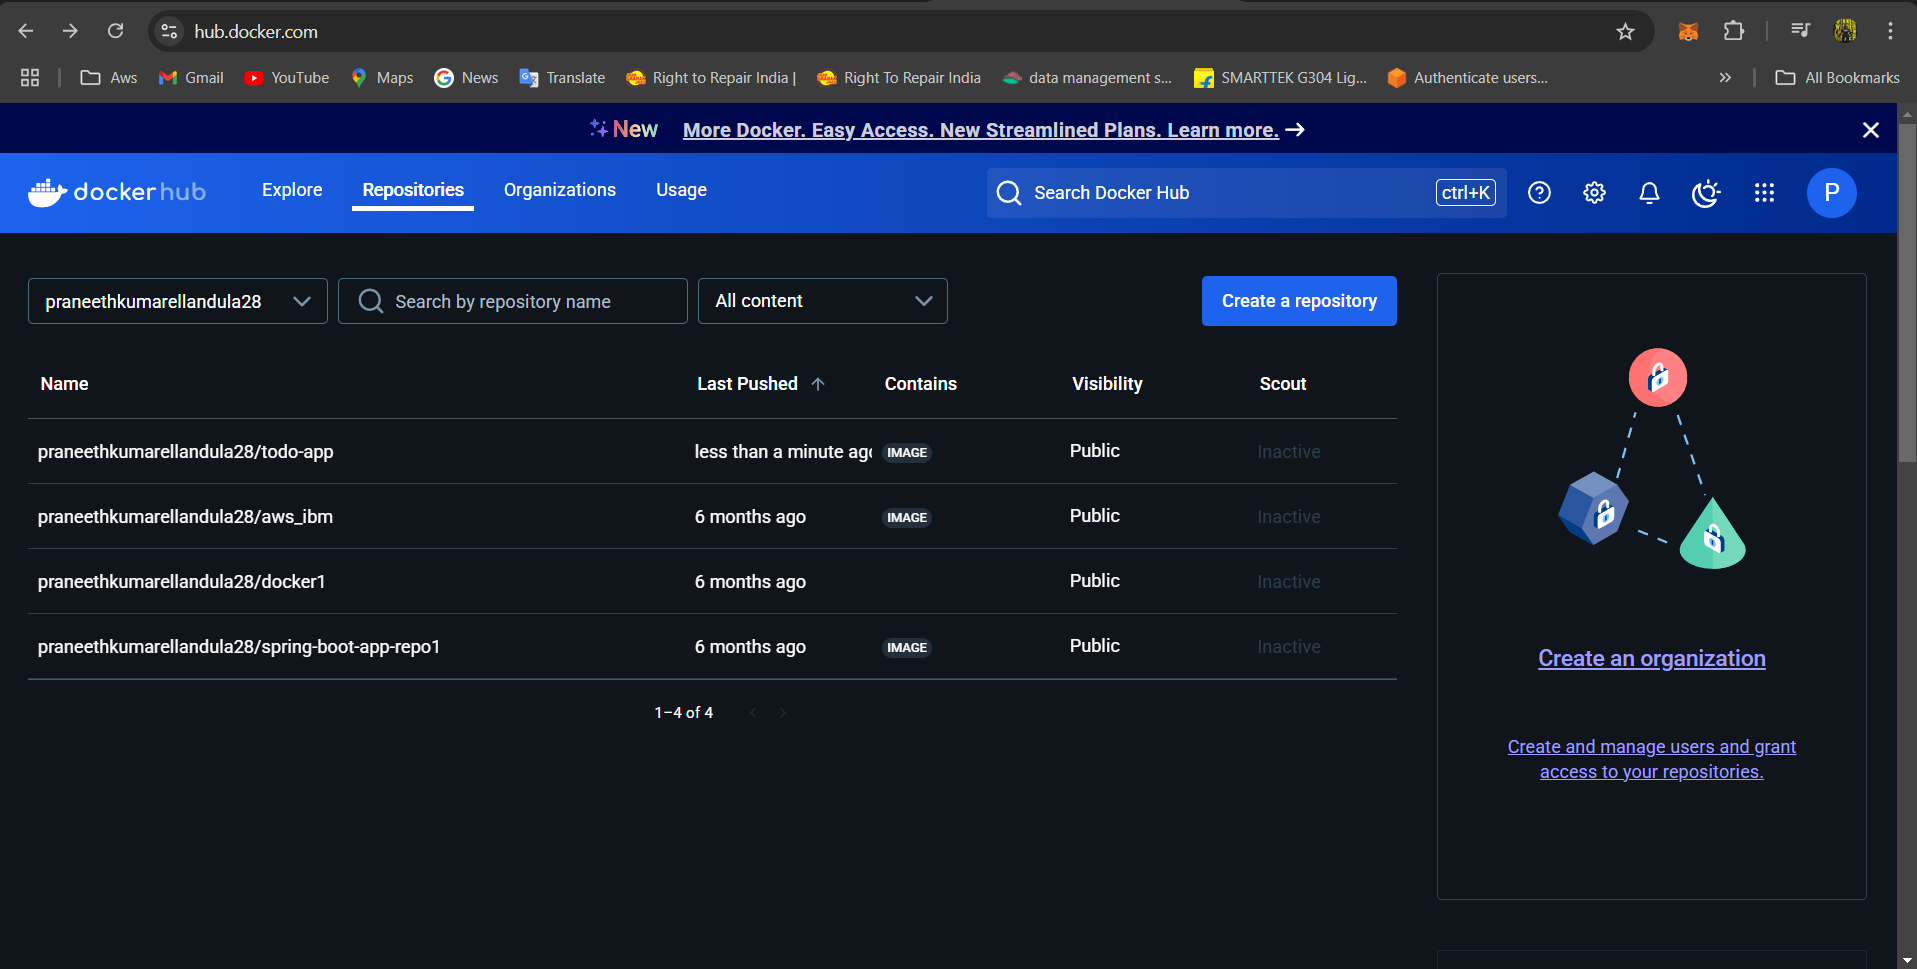 hub.docker.com
Aws Gmail YouTube Maps News Translate Right to Repair India | Right To Repair India data management s... SMARTTEK G304 Lig... Authenticate users... » All Bookmarks
New More Docker. Easy Access. New Streamlined Plans. Learn more. →
docker hub Explore Repositories Organizations Usage Search Docker Hub ctrl+K P
praneethkumarellandula28 Search by repository name All content Create a repository
Name Last Pushed Contains Visibility Scout
praneethkumarellandula28/todo-app less than a minute ago IMAGE Public Inactive
praneethkumarellandula28/aws_ibm 6 months ago IMAGE Public Inactive
praneethkumarellandula28/docker1 6 months ago Public Inactive
praneethkumarellandula28/spring-boot-app-repo1 6 months ago IMAGE Public Inactive
1–4 of 4
Create an organization
Create and manage users and grant
access to your repositories.